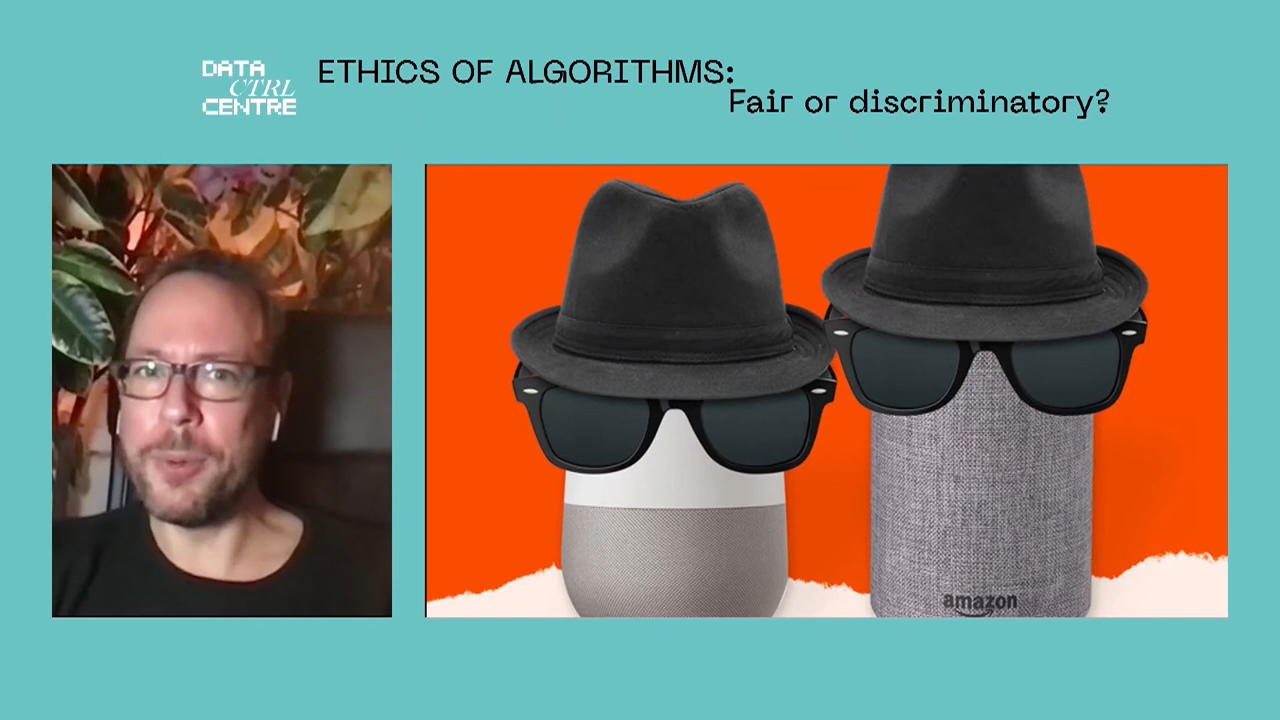 DATA
CTRL
CENTRE
ETHICS OF ALGORITHMS:
Fair or discriminatory?
amazon